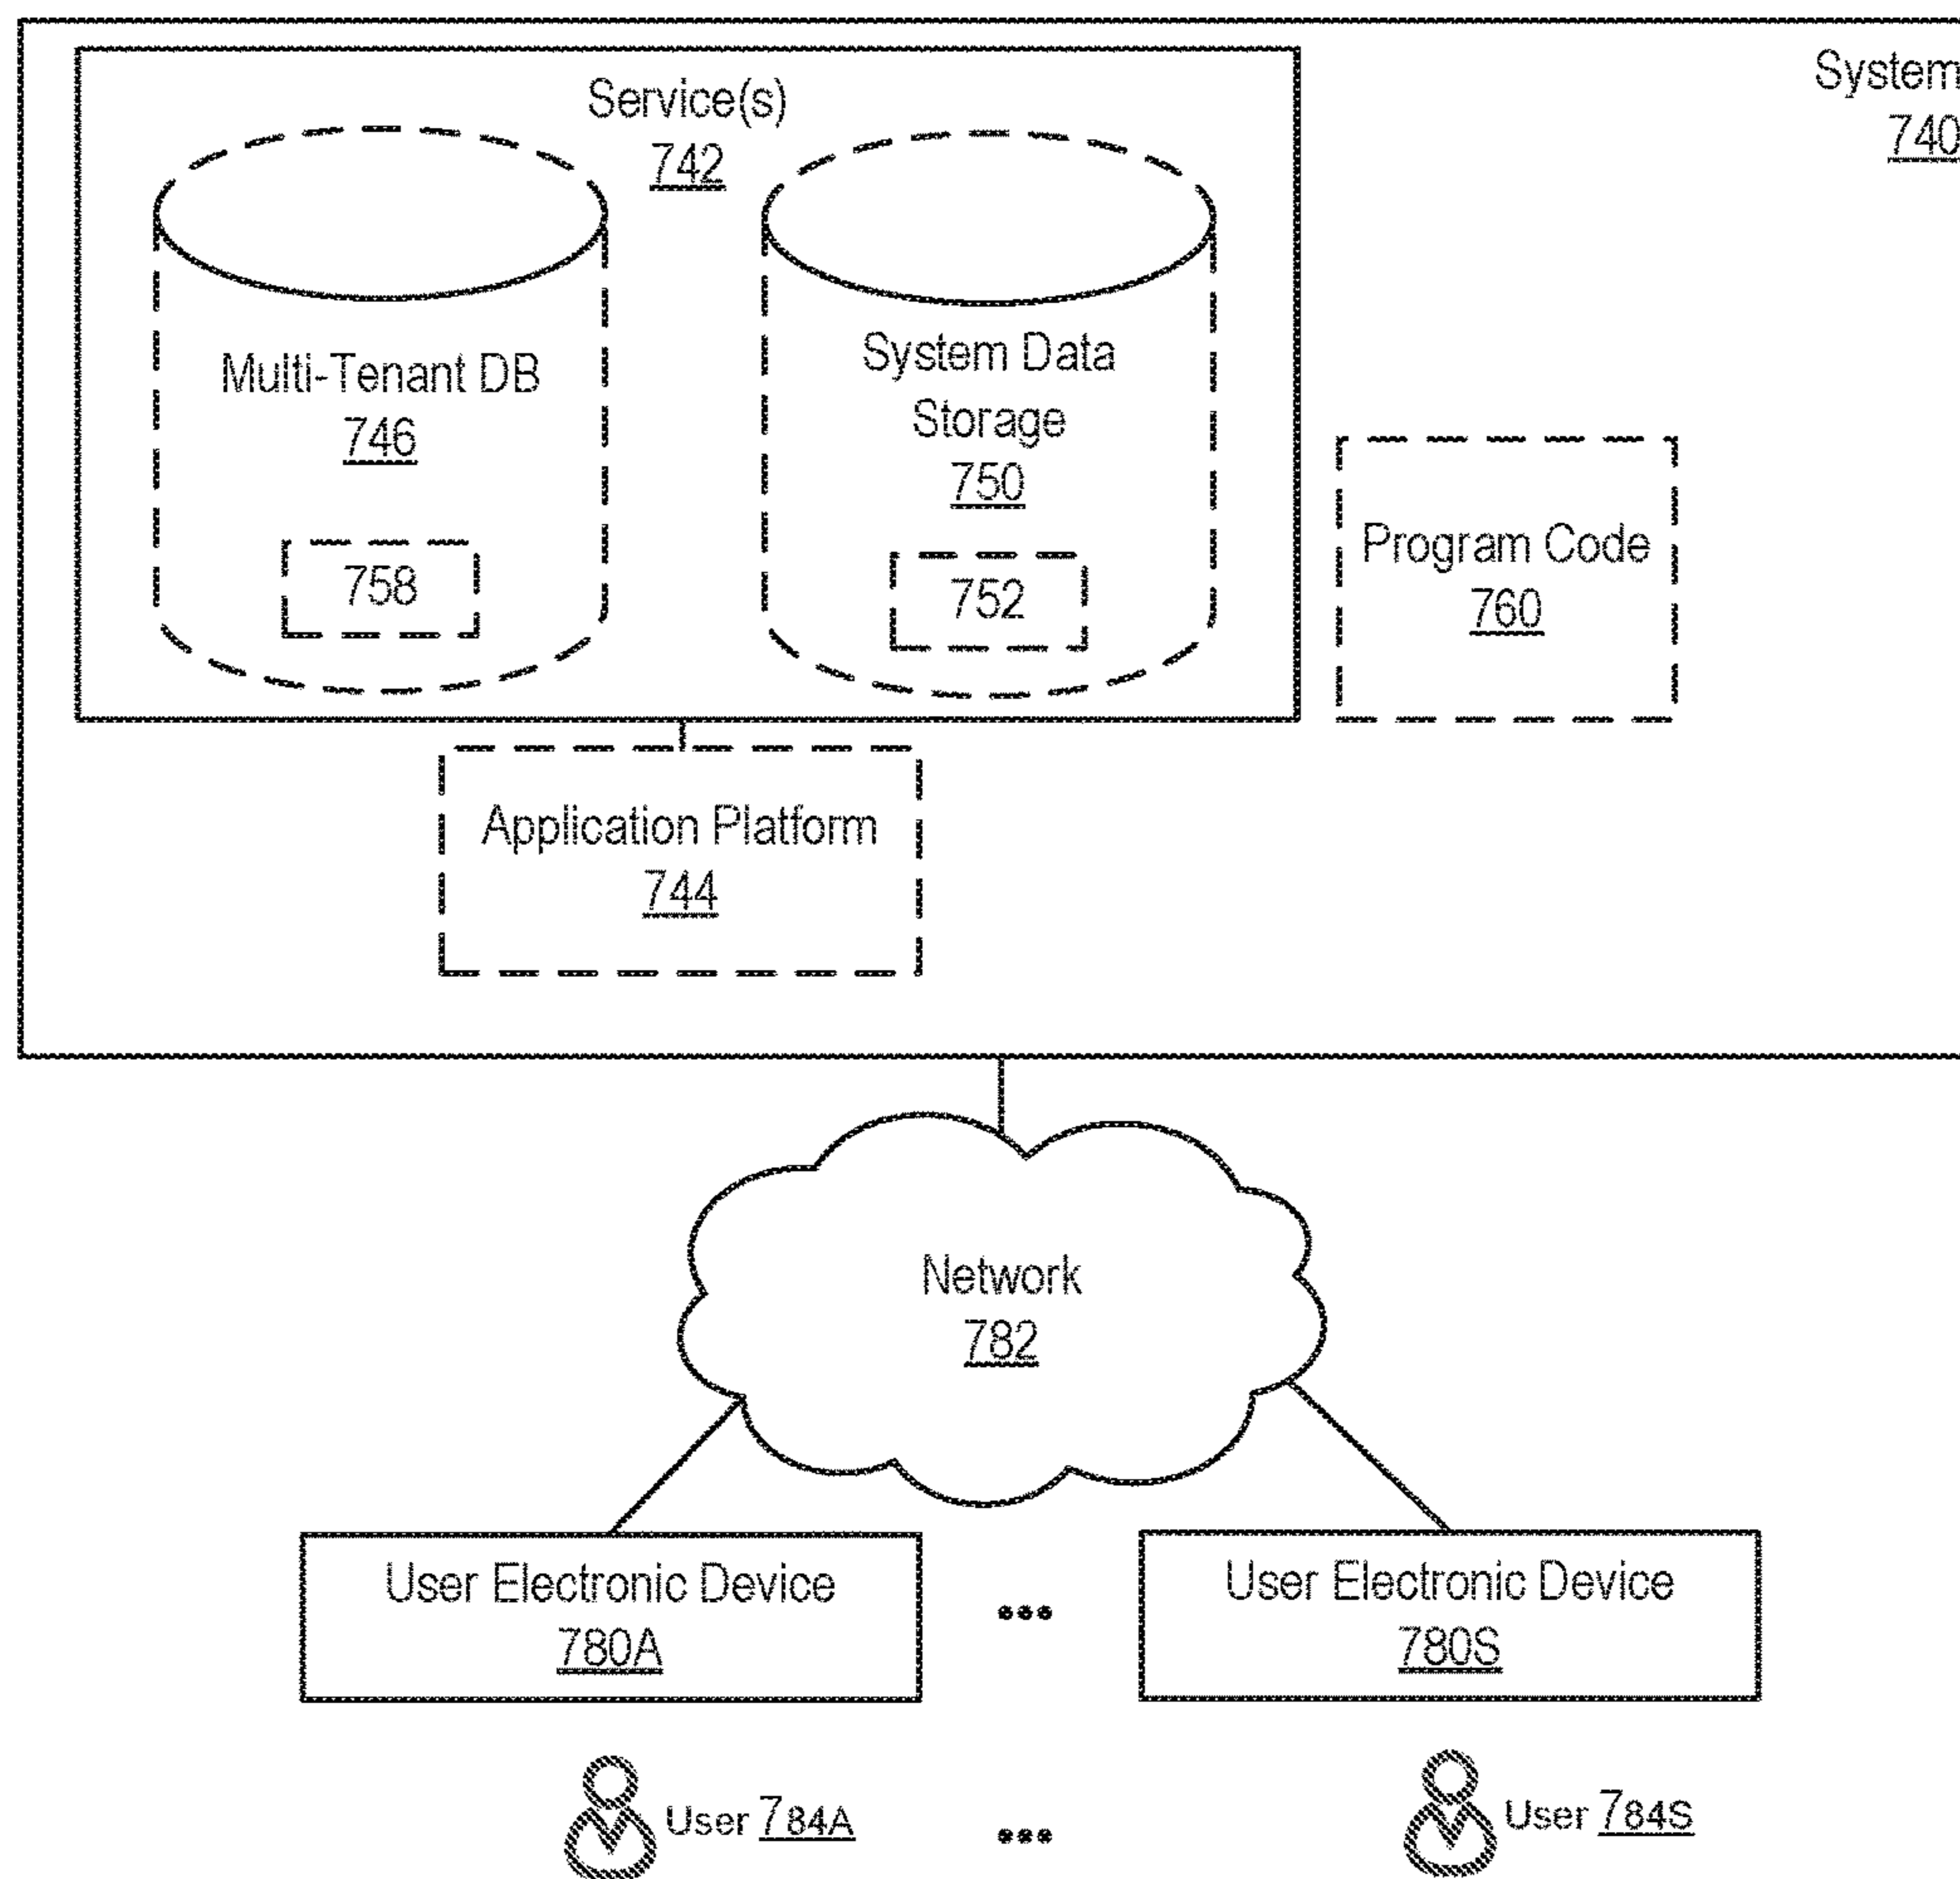 Service(s)
742
System
740
Multi-Tenant DB
746
System Data
Storage
750
758
752
Program Code
760
Application Platform
744
Network
782
User Electronic Device
780A
...
User Electronic Device
780S
User 784A
...
User 784S